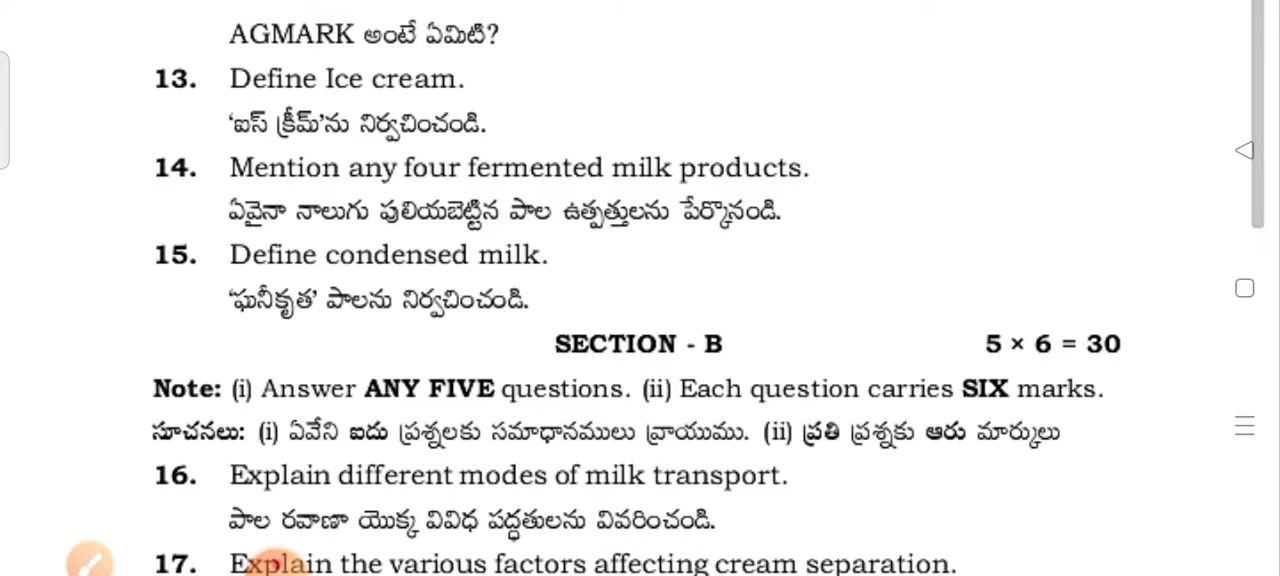 AGMARK అంటే ఏమిటి?
13. Define Ice cream.
‘ఐస్ క్రీమ్’ను నిర్వచించండి.
14. Mention any four fermented milk products.
ఏవైనా నాలుగు పులియబెట్టిన పాల ఉత్పత్తులను పేర్కొనండి.
15. Define condensed milk.
‘ఘనీకృత’ పాలను నిర్వచించండి.
SECTION - B 5 × 6 = 30
Note: (i) Answer ANY FIVE questions. (ii) Each question carries SIX marks.
సూచనలు: (i) ఏవేని ఐదు ప్రశ్నలకు సమాధానములు వ్రాయుము. (ii) ప్రతి ప్రశ్నకు ఆరు మార్కులు
16. Explain different modes of milk transport.
పాల రవాణా యొక్క వివిధ పద్ధతులను వివరించండి.
17. Explain the various factors affecting cream separation.